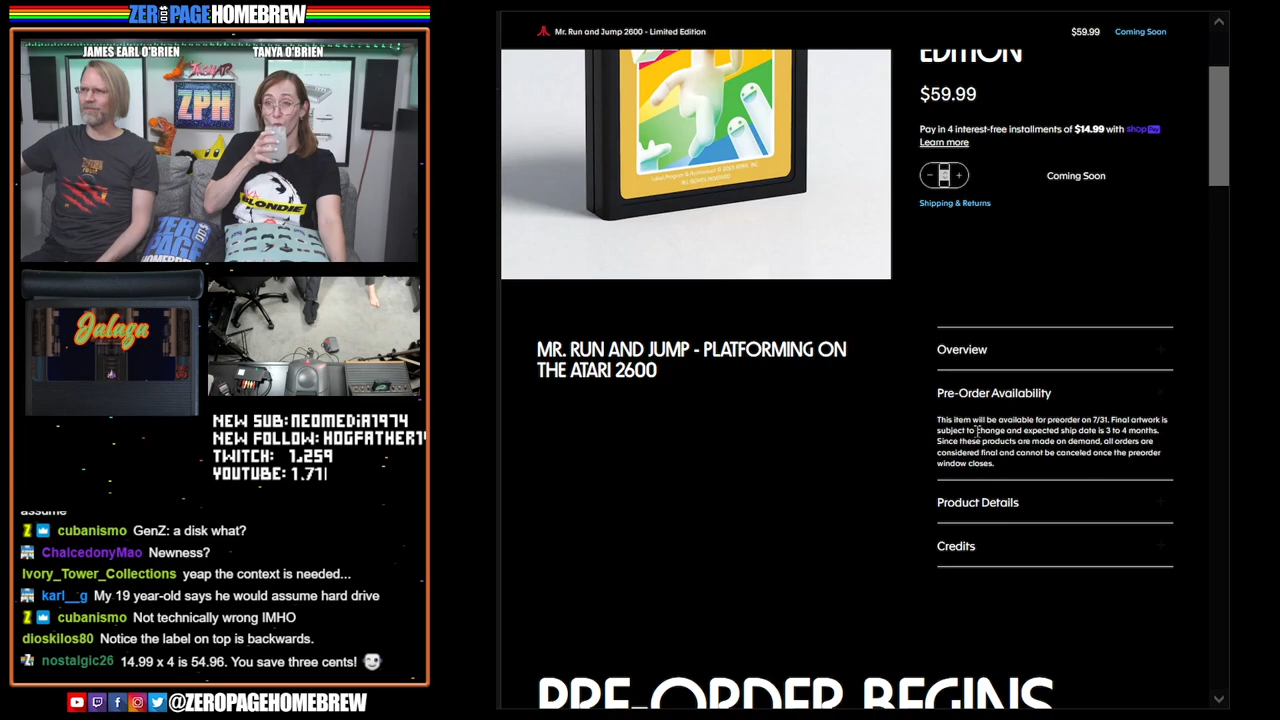 ZEROPAGEHOMEBREW
JAMES EARL O'BRIEN
TANYA O'BRIEN
ZPH
BLONDIE
Jalaga
NEW SUB: NEOMEDIA1974
NEW FOLLOW: HOGFATHER1
TWITCH: 1,259
YOUTUBE: 1,71
assume
cubanismo GenZ: a disk what?
ChalcedonyMao Newness?
Ivory_Tower_Collections yeap the context is needed...
karl__g My 19 year-old says he would assume hard drive
cubanismo Not technically wrong IMHO
dioskilos80 Notice the label on top is backwards.
nostalgic26 14.99 x 4 is 54.96. You save three cents!
@ZEROPAGEHOMEBREW
Mr. Run and Jump 2600 - Limited Edition
$59.99
Coming Soon
EDITION
$59.99
Pay in 4 interest-free installments of $14.99 with shop Pay
Learn more
− +
Coming Soon
Shipping & Returns
MR. RUN AND JUMP - PLATFORMING ON
THE ATARI 2600
Overview
Pre-Order Availability
This item will be available for preorder on 7/31. Final artwork is
subject to change and expected ship date is 3 to 4 months.
Since these products are made on demand, all orders are
considered final and cannot be canceled once the preorder
window closes.
Product Details
Credits
PRE-ORDER BEGINS